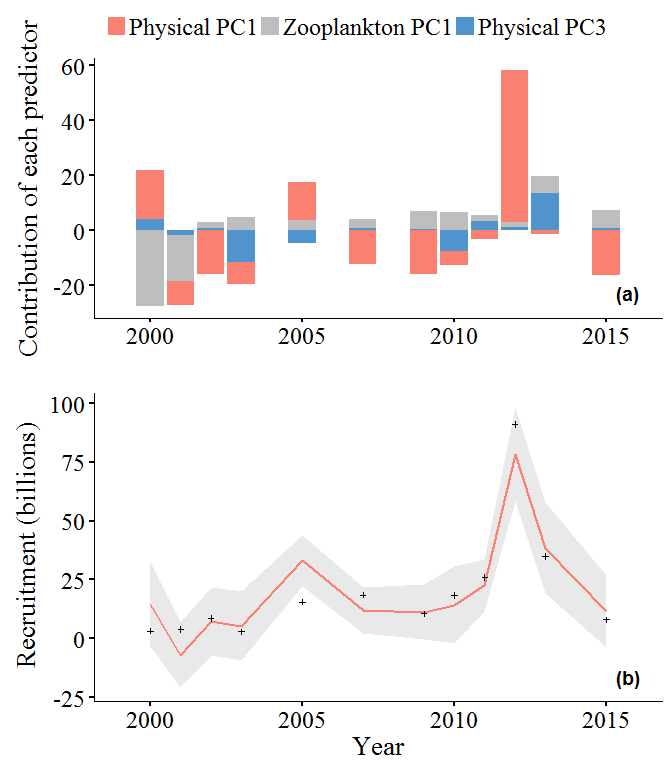 Physical PC1 Zooplankton PC1 Physical PC3
Contribution of each predictor
60
40
20
0
-20
(a)
2000 2005 2010 2015
Recruitment (billions)
100
75
50
25
0
-25
(b)
2000 2005 2010 2015
Year